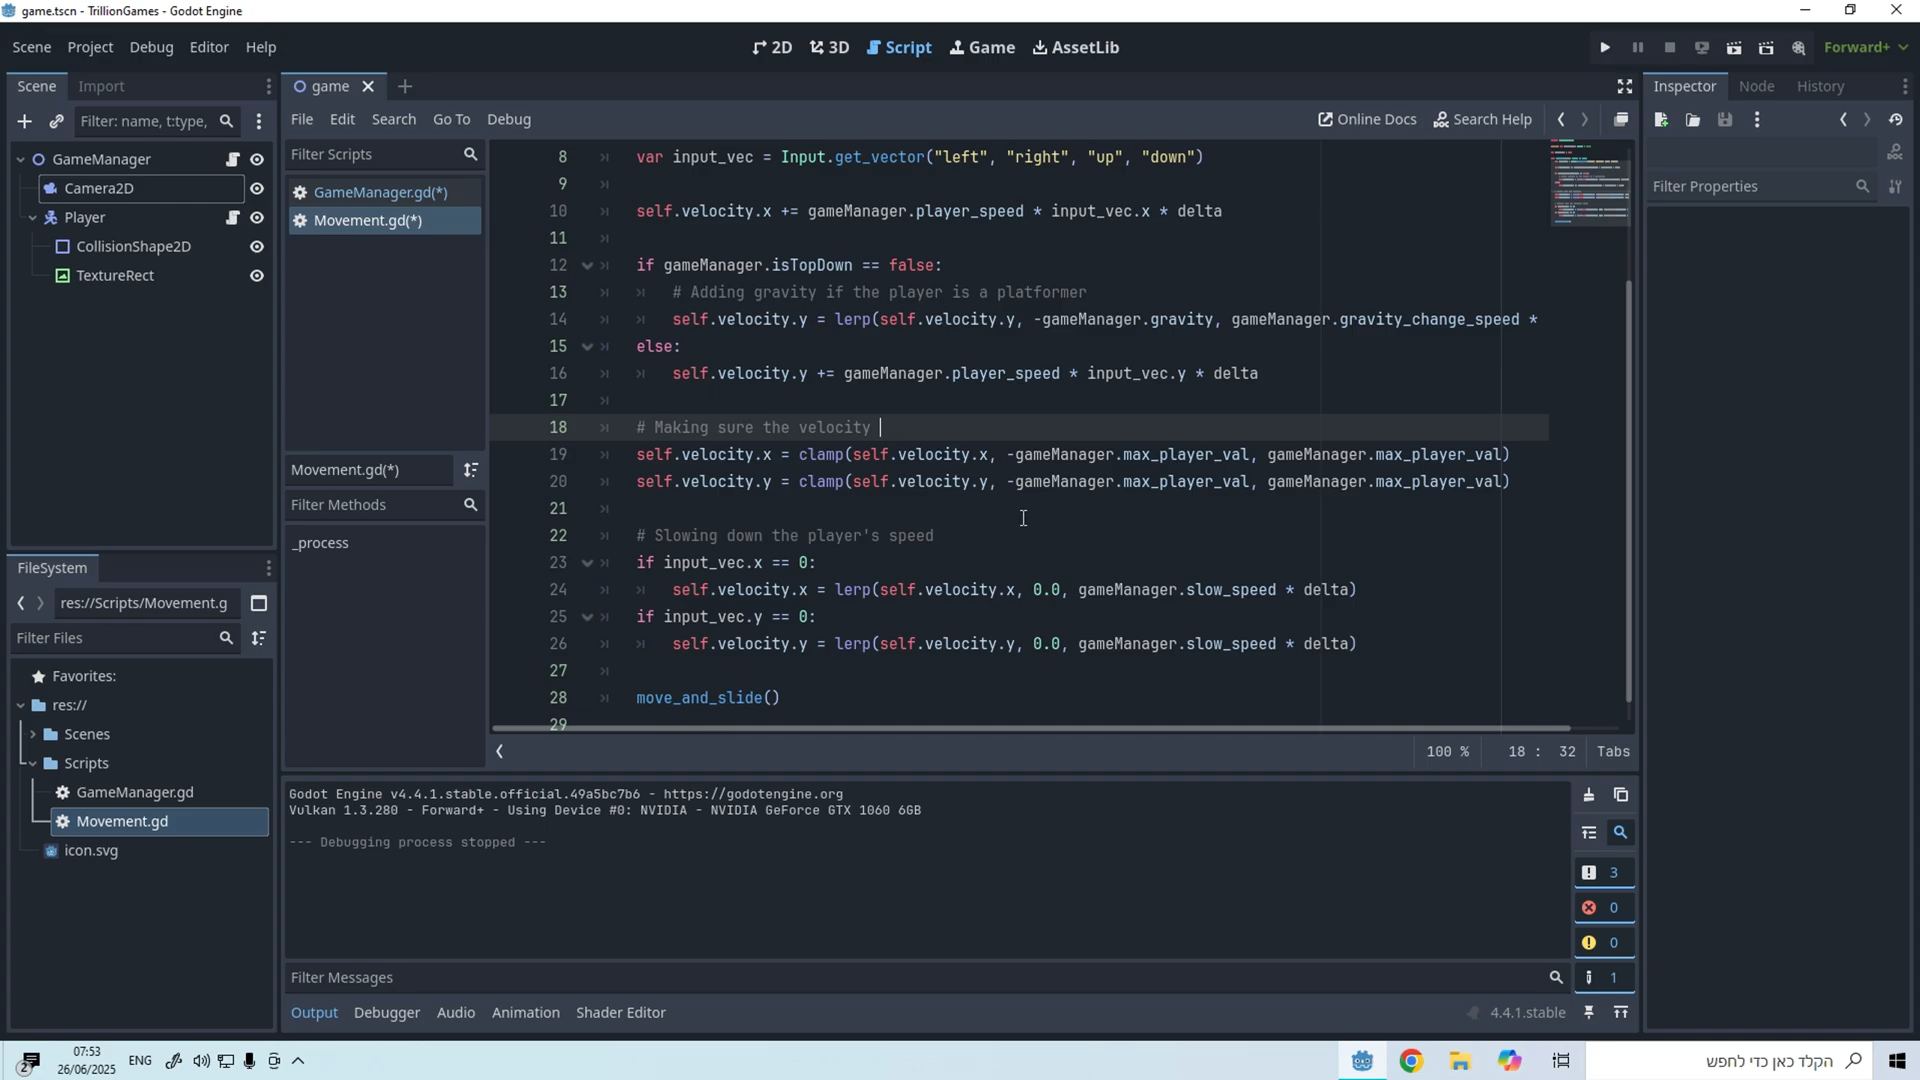 game.tscn - TrillionGames - Godot Engine
Scene Project Debug Editor Help
2D 3D Script Game AssetLib
Forward+
Scene Import
Filter: name, t:type,
GameManager
Camera2D
Player
CollisionShape2D
TextureRect
FileSystem
res://Scripts/Movement.g
Filter Files
Favorites:
res://
Scenes
Scripts
GameManager.gd
Movement.gd
icon.svg
game
File Edit Search Go To Debug
Online Docs Search Help
Filter Scripts
GameManager.gd(*)
Movement.gd(*)
Movement.gd(*)
Filter Methods
_process
8 var input_vec = Input.get_vector("left", "right", "up", "down")
9
10 self.velocity.x += gameManager.player_speed * input_vec.x * delta
11
12 if gameManager.isTopDown == false:
13 # Adding gravity if the player is a platformer
14 self.velocity.y = lerp(self.velocity.y, -gameManager.gravity, gameManager.gravity_change_speed *
15 else:
16 self.velocity.y += gameManager.player_speed * input_vec.y * delta
17
18 # Making sure the velocity
19 self.velocity.x = clamp(self.velocity.x, -gameManager.max_player_val, gameManager.max_player_val)
20 self.velocity.y = clamp(self.velocity.y, -gameManager.max_player_val, gameManager.max_player_val)
21
22 # Slowing down the player's speed
23 if input_vec.x == 0:
24 self.velocity.x = lerp(self.velocity.x, 0.0, gameManager.slow_speed * delta)
25 if input_vec.y == 0:
26 self.velocity.y = lerp(self.velocity.y, 0.0, gameManager.slow_speed * delta)
27
28 move_and_slide()
29
100 % 18 : 32 Tabs
Godot Engine v4.4.1.stable.official.49a5bc7b6 - https://godotengine.org
Vulkan 1.3.280 - Forward+ - Using Device #0: NVIDIA - NVIDIA GeForce GTX 1060 6GB
--- Debugging process stopped ---
3
0
0
1
Filter Messages
Output Debugger Audio Animation Shader Editor
4.4.1.stable
Inspector Node History
Filter Properties
2
07:53
26/06/2025
ENG
הקלד כאן כדי לחפש